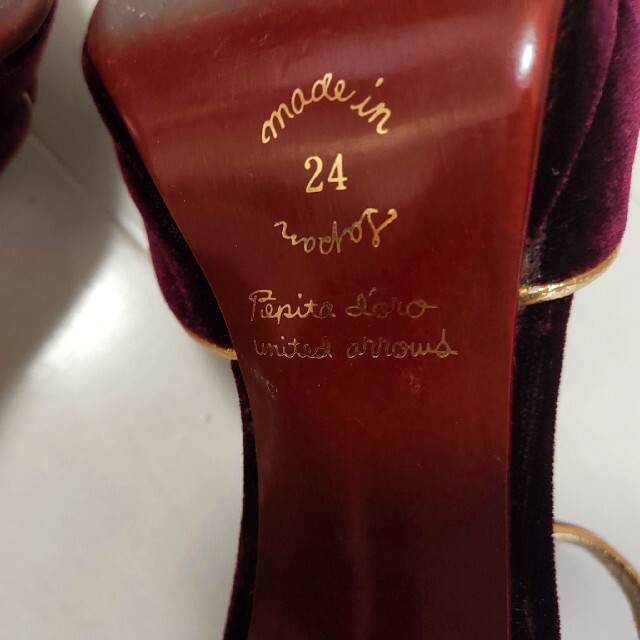 made in
24
Japan
Pepita d'oro
united arrows